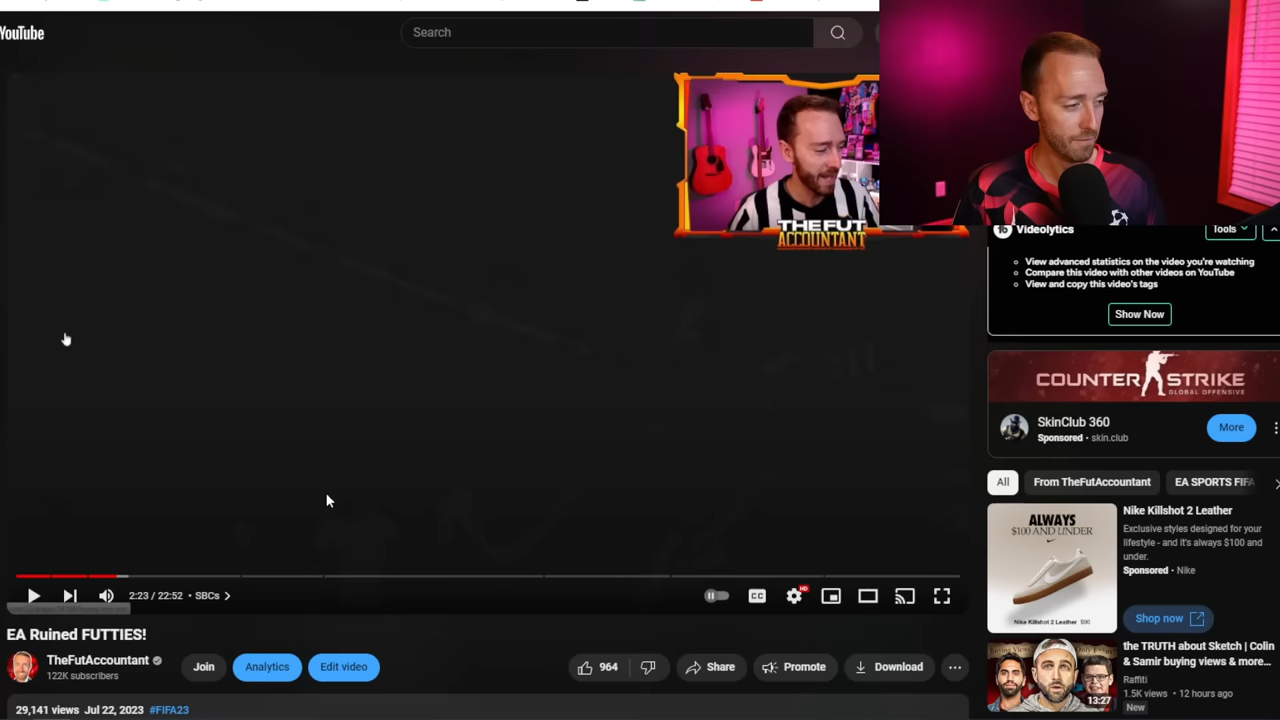 YouTube
Search
THE FUT
ACCOUNTANT
Videolytics
Tools
View advanced statistics on the video you're watching
Compare this video with other videos on YouTube
View and copy this video's tags
Show Now
COUNTER STRIKE
GLOBAL OFFENSIVE
SkinClub 360
Sponsored • skin.club
More
All
From TheFutAccountant
EA SPORTS FIFA
ALWAYS
$100 AND UNDER
Nike Killshot 2 Leather $90
Nike Killshot 2 Leather
Exclusive styles designed for your
lifestyle - and it's always $100 and
under.
Sponsored • Nike
Shop now
2:23 / 22:52 • SBCs
CC
HD
EA Ruined FUTTIES!
TheFutAccountant
122K subscribers
Join
Analytics
Edit video
964
Share
Promote
Download
29,141 views Jul 22, 2023 #FIFA23
the TRUTH about Sketch | Colin
& Samir buying views & more...
Raffiti
1.5K views • 12 hours ago
New
13:27